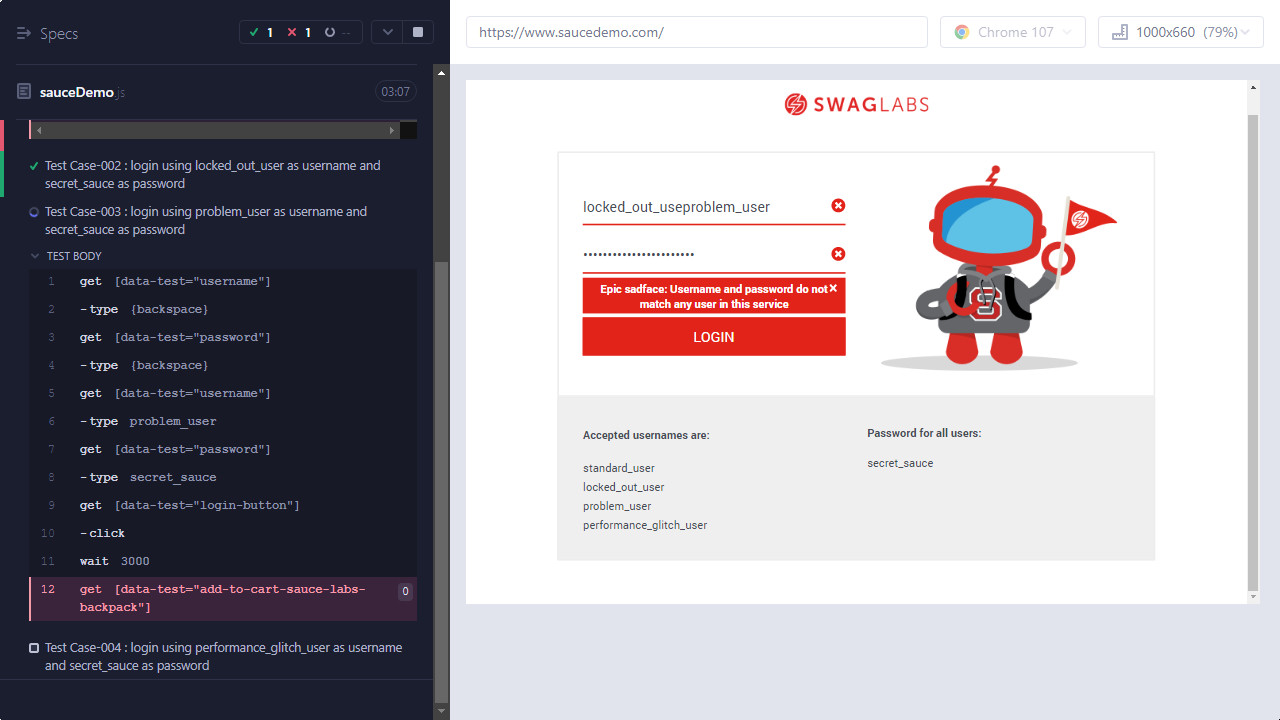 Specs
1 1 --
sauceDemo.js
03:07
Test Case-002 : login using locked_out_user as username and
secret_sauce as password
Test Case-003 : login using problem_user as username and
secret_sauce as password
TEST BODY
1 get [data-test="username"]
2 -type {backspace}
3 get [data-test="password"]
4 -type {backspace}
5 get [data-test="username"]
6 -type problem_user
7 get [data-test="password"]
8 -type secret_sauce
9 get [data-test="login-button"]
10 -click
11 wait 3000
12 get [data-test="add-to-cart-sauce-labs-
backpack"]
0
Test Case-004 : login using performance_glitch_user as username
and secret_sauce as password
https://www.saucedemo.com/
Chrome 107
1000x660 (79%)
SWAGLABS
locked_out_useproblem_user
•••••••••••••••••••••••
Epic sadface: Username and password do not
match any user in this service
LOGIN
S
Accepted usernames are:
standard_user
locked_out_user
problem_user
performance_glitch_user
Password for all users:
secret_sauce